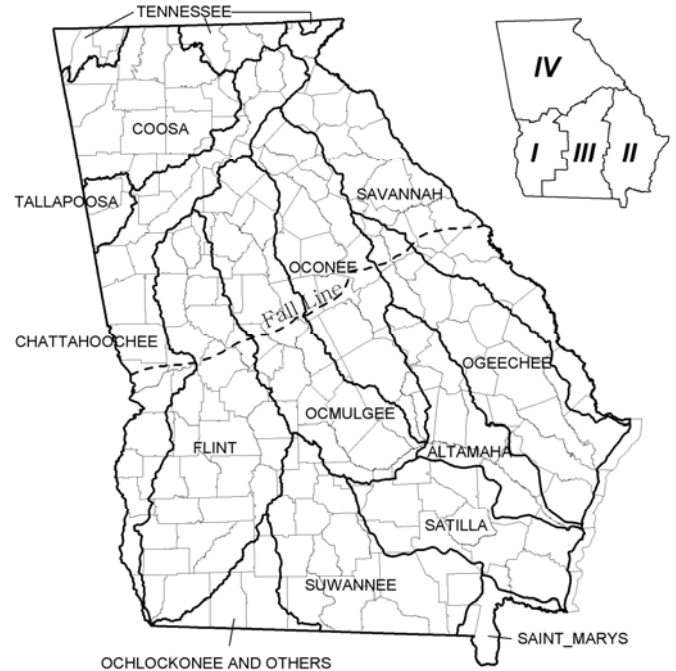 TENNESSEE
IV
COOSA
I
III
II
TALLAPOOSA
SAVANNAH
OCONEE
Fall Line
CHATTAHOOCHEE
OGEECHEE
OCMULGEE
FLINT
ALTAMAHA
SATILLA
SUWANNEE
SAINT_MARYS
OCHLOCKONEE AND OTHERS